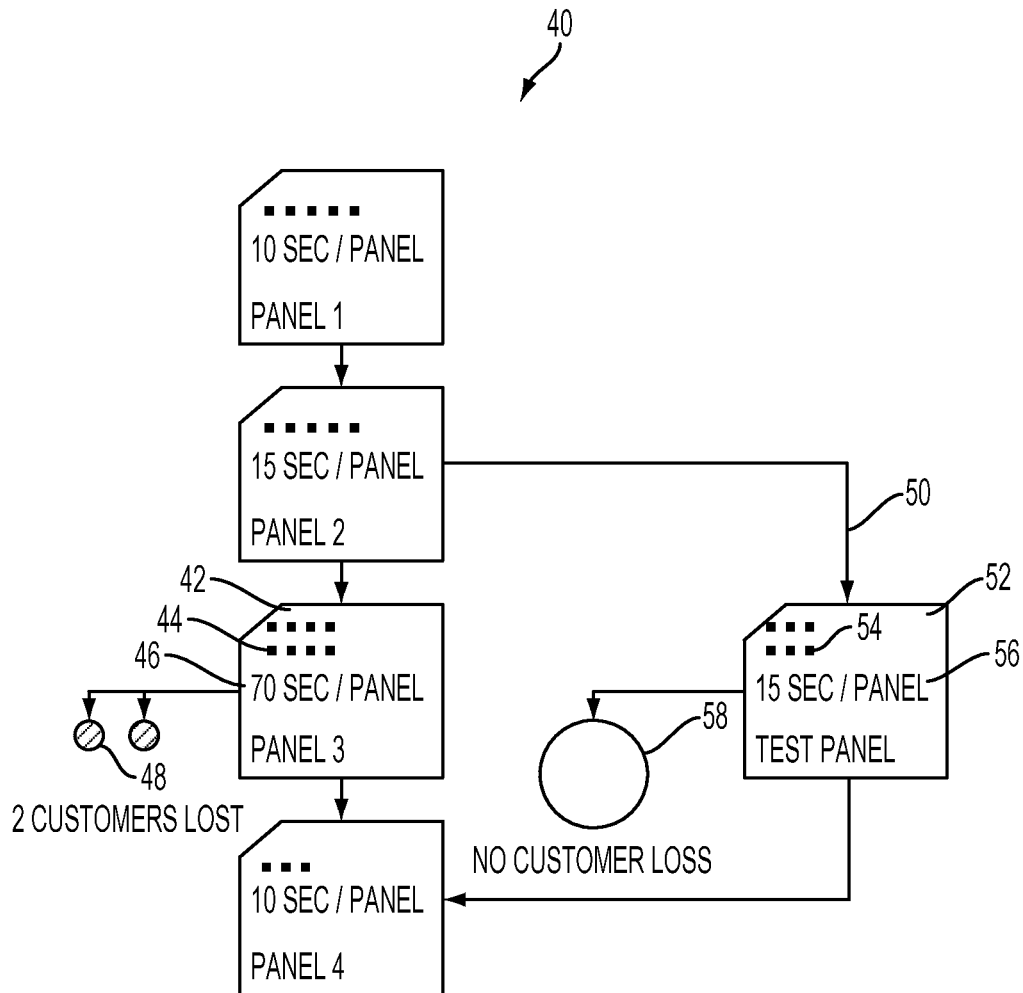 40
10 SEC / PANEL
PANEL 1
15 SEC / PANEL
PANEL 2
50
42
44
46
70 SEC / PANEL
PANEL 3
48
2 CUSTOMERS LOST
52
54
56
15 SEC / PANEL
TEST PANEL
58
NO CUSTOMER LOSS
10 SEC / PANEL
PANEL 4